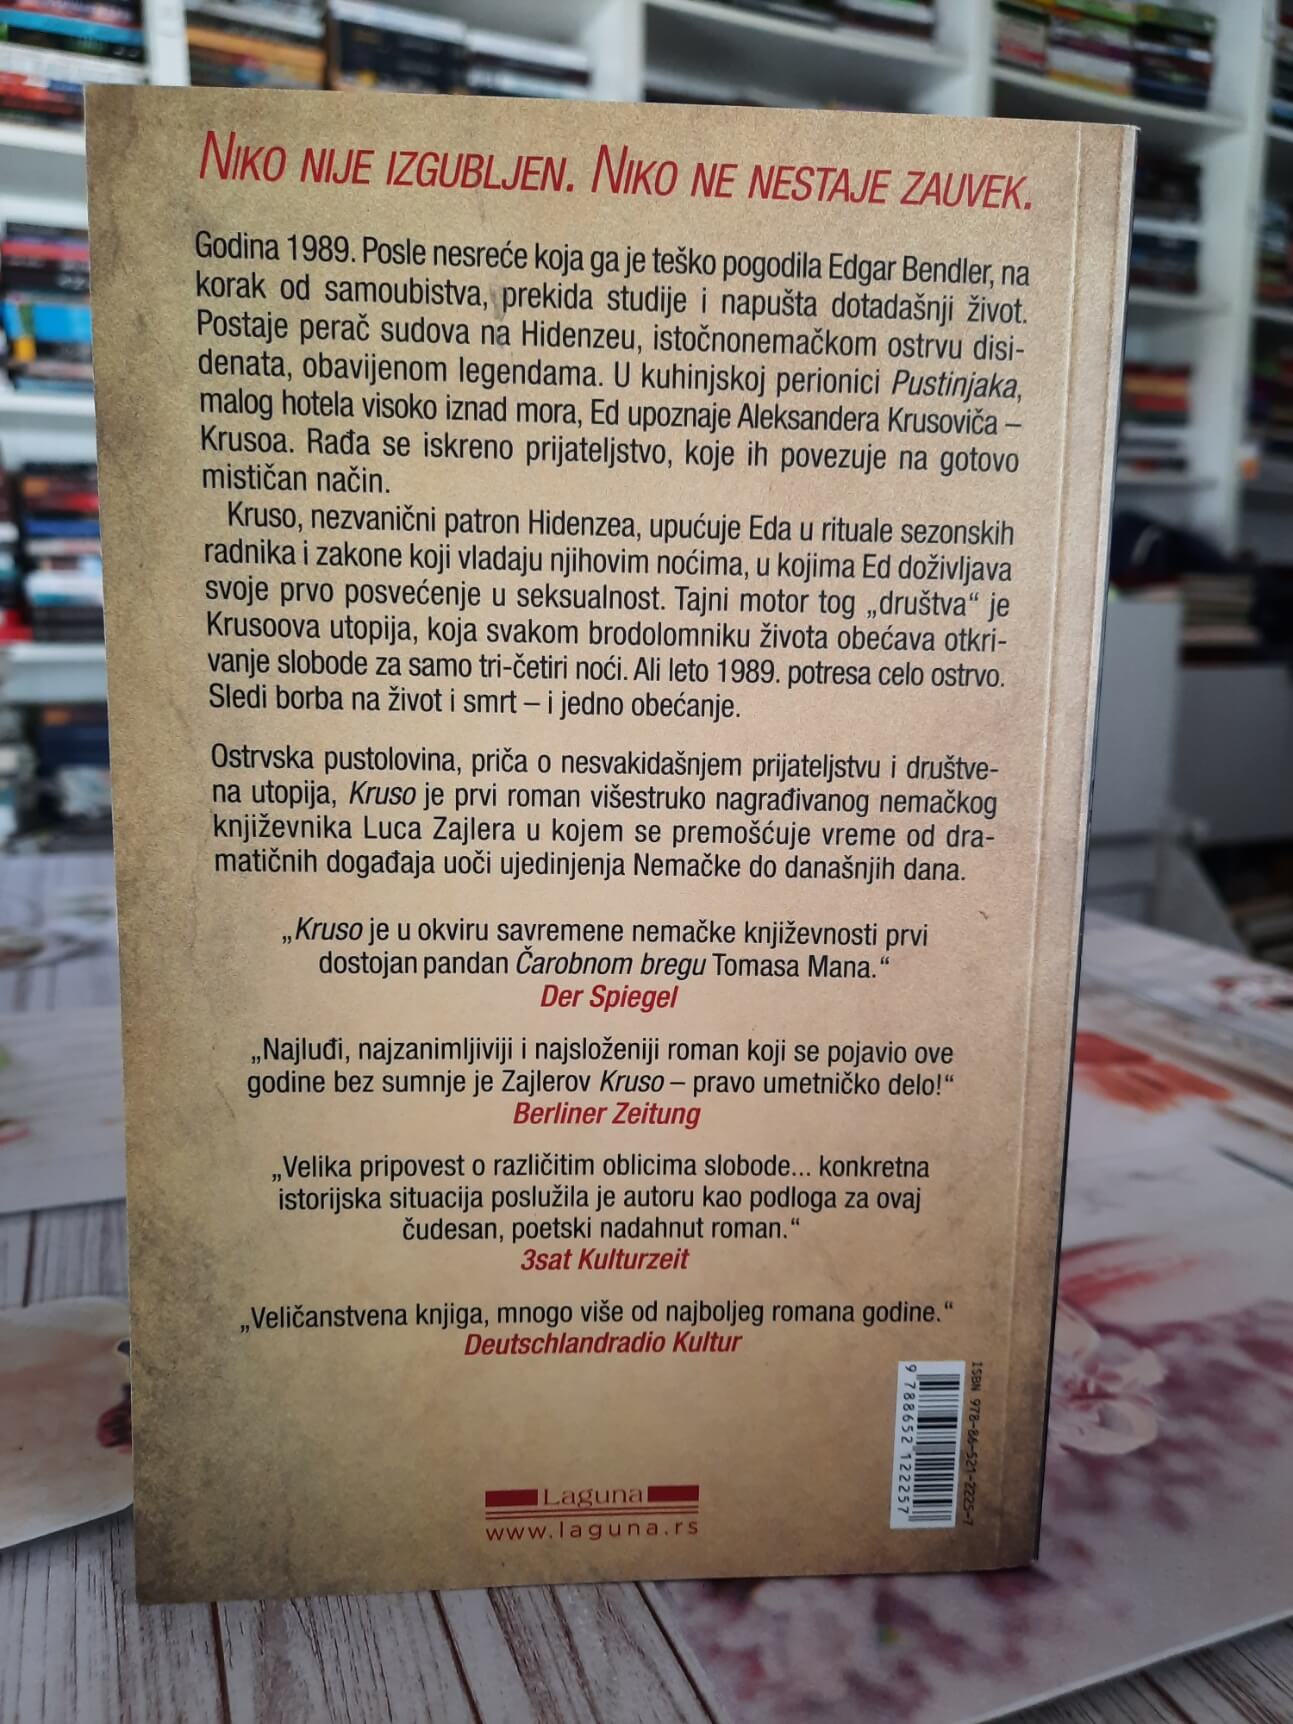 NIKO NIJE IZGUBLJEN. NIKO NE NESTAJE ZAUVEK.
Godina 1989. Posle nesreće koja ga je teško pogodila Edgar Bendler, na
korak od samoubistva, prekida studije i napušta dotadašnji život.
Postaje perač sudova na Hidenzeu, istočnonemačkom ostrvu disi-
denata, obavijenom legendama. U kuhinjskoj perionici Pustinjaka,
malog hotela visoko iznad mora, Ed upoznaje Aleksandera Krusoviča –
Krusoa. Rađa se iskreno prijateljstvo, koje ih povezuje na gotovo
mističan način.
Kruso, nezvanični patron Hidenzea, upućuje Eda u rituale sezonskih
radnika i zakone koji vladaju njihovim noćima, u kojima Ed doživljava
svoje prvo posvećenje u seksualnost. Tajni motor tog „društva“ je
Krusoova utopija, koja svakom brodolomniku života obećava otkri-
vanje slobode za samo tri-četiri noći. Ali leto 1989. potresa celo ostrvo.
Sledi borba na život i smrt – i jedno obećanje.
Ostrvska pustolovina, priča o nesvakidašnjem prijateljstvu i društve-
na utopija, Kruso je prvi roman višestruko nagrađivanog nemačkog
književnika Luca Zajlera u kojem se premošćuje vreme od dra-
matičnih događaja uoči ujedinjenja Nemačke do današnjih dana.
„Kruso je u okviru savremene nemačke književnosti prvi
dostojan pandan Čarobnom bregu Tomasa Mana.“
Der Spiegel
„Najluđi, najzanimljiviji i najsloženiji roman koji se pojavio ove
godine bez sumnje je Zajlerov Kruso – pravo umetničko delo!“
Berliner Zeitung
„Velika pripovest o različitim oblicima slobode... konkretna
istorijska situacija poslužila je autoru kao podloga za ovaj
čudesan, poetski nadahnut roman.“
3sat Kulturzeit
„Veličanstvena knjiga, mnogo više od najboljeg romana godine.“
Deutschlandradio Kultur
ISBN 978-86-521-2225-7
9 788652 122257
Laguna
www.laguna.rs